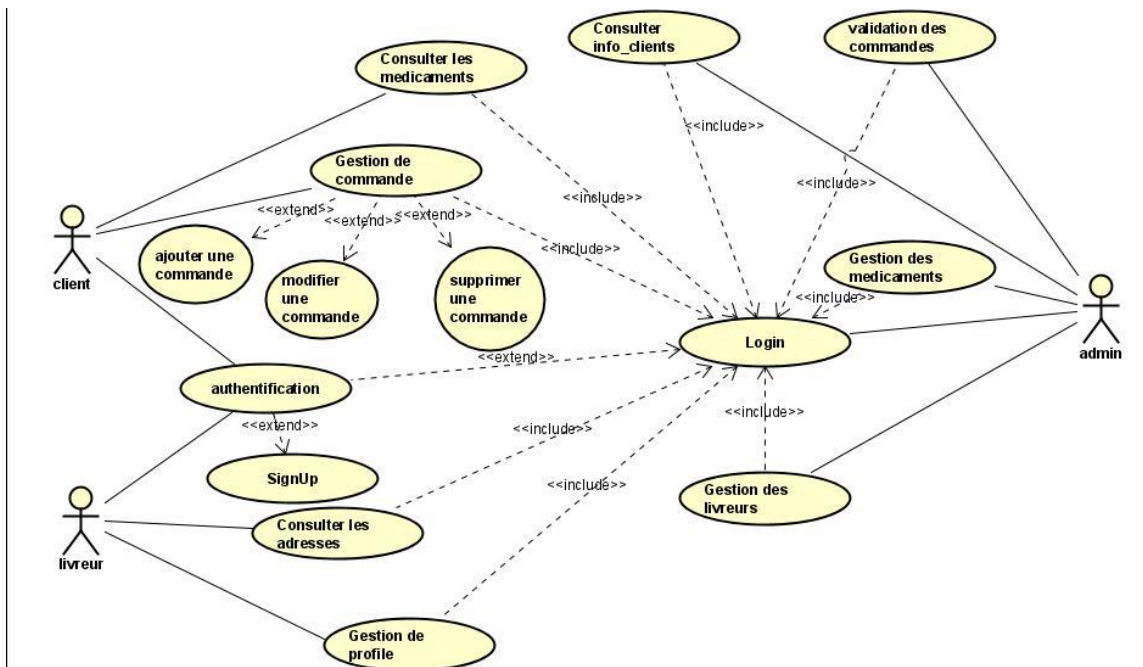 Consulter
info_clients
validation des
commandes
Consulter les
medicaments
<<include>>
Gestion de
commande
<<include>>
<<include>>
<<extend>>
<<extend>>
<<extend>>
ajouter une
commande
<<include>>
Gestion des
medicaments
client
modifier
une
commande
supprimer
une
commande
<<include>>
Login
admin
<<extend>>
authentification
<<extend>>
<<include>>
<<include>>
SignUp
<<include>>
Gestion des
livreurs
Consulter les
adresses
livreur
Gestion de
profile